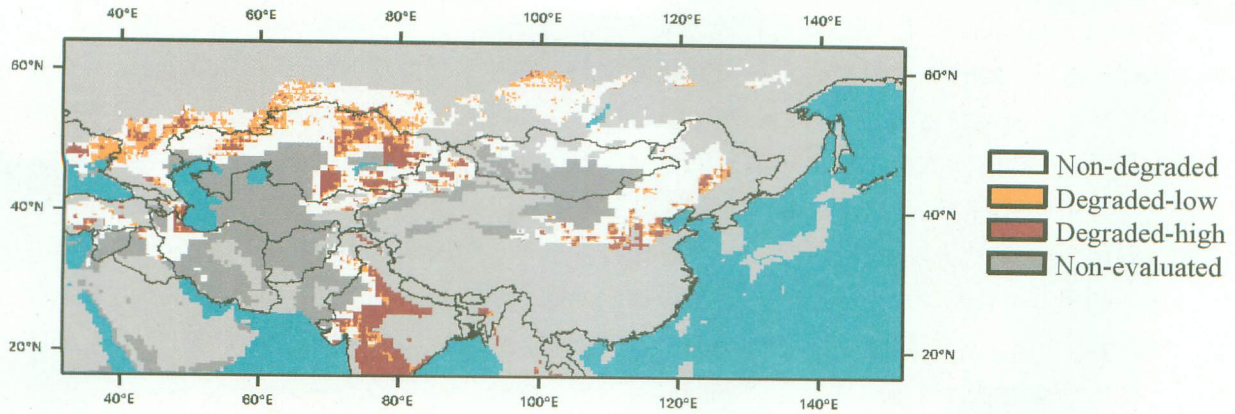 40°E 60°E 80°E 100°E 120°E 140°E
60°N 60°N
40°N 40°N
20°N 20°N
40°E 60°E 80°E 100°E 120°E 140°E
Non-degraded
Degraded-low
Degraded-high
Non-evaluated